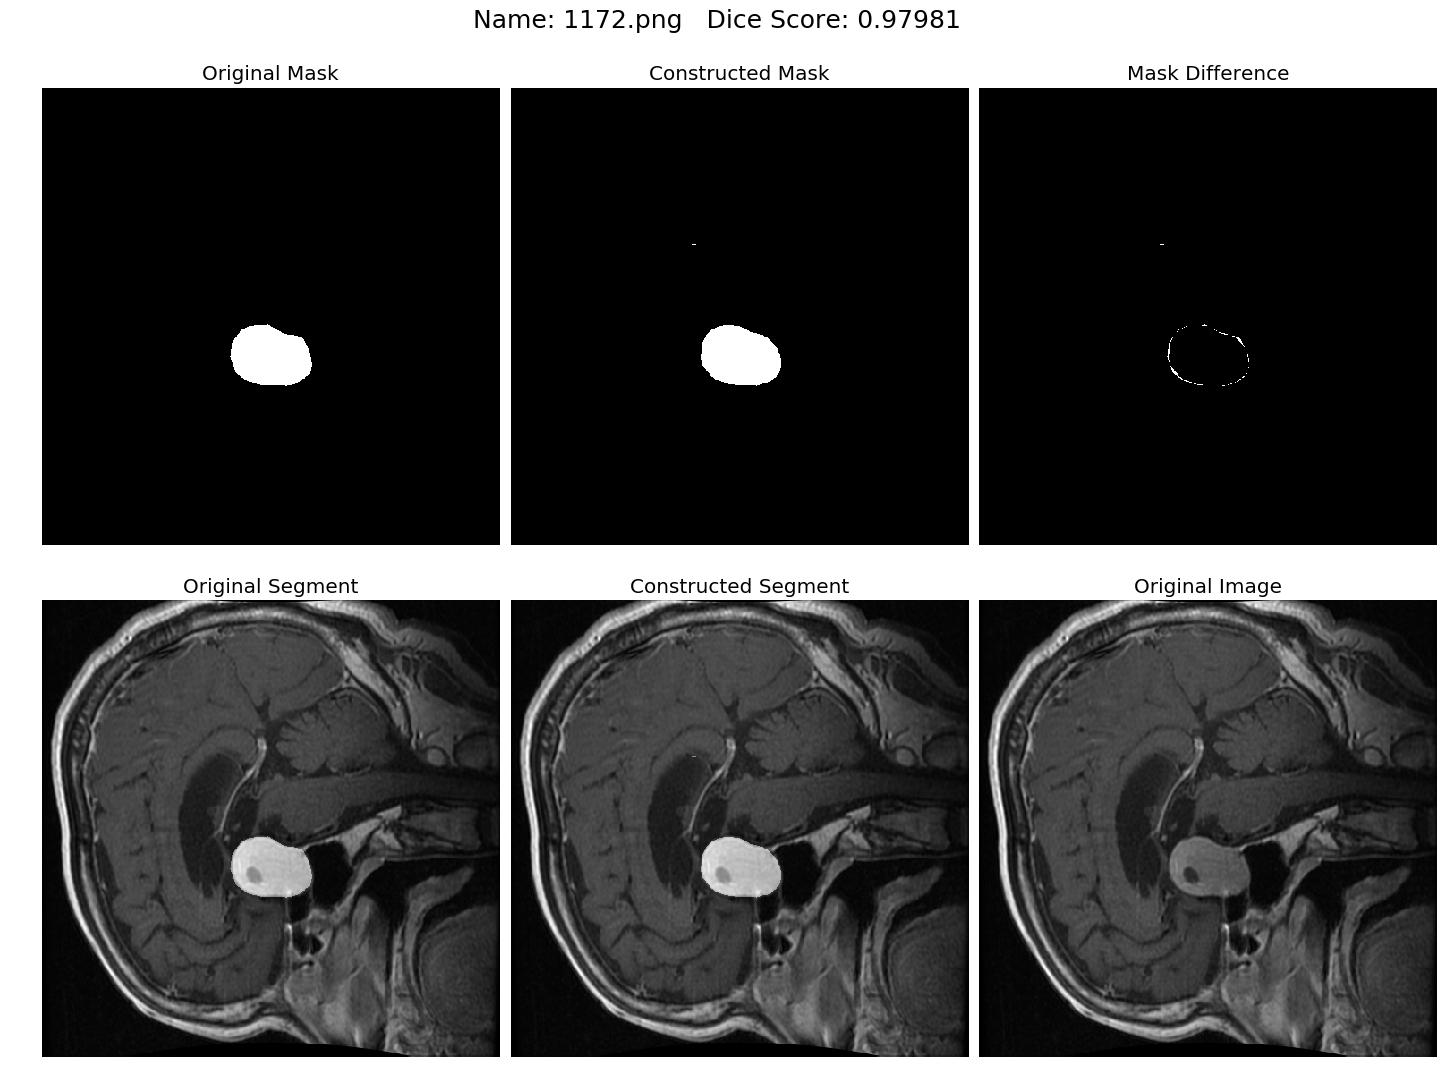 Name: 1172.png   Dice Score: 0.97981
Original Mask
Constructed Mask
Mask Difference
Original Segment
Constructed Segment
Original Image